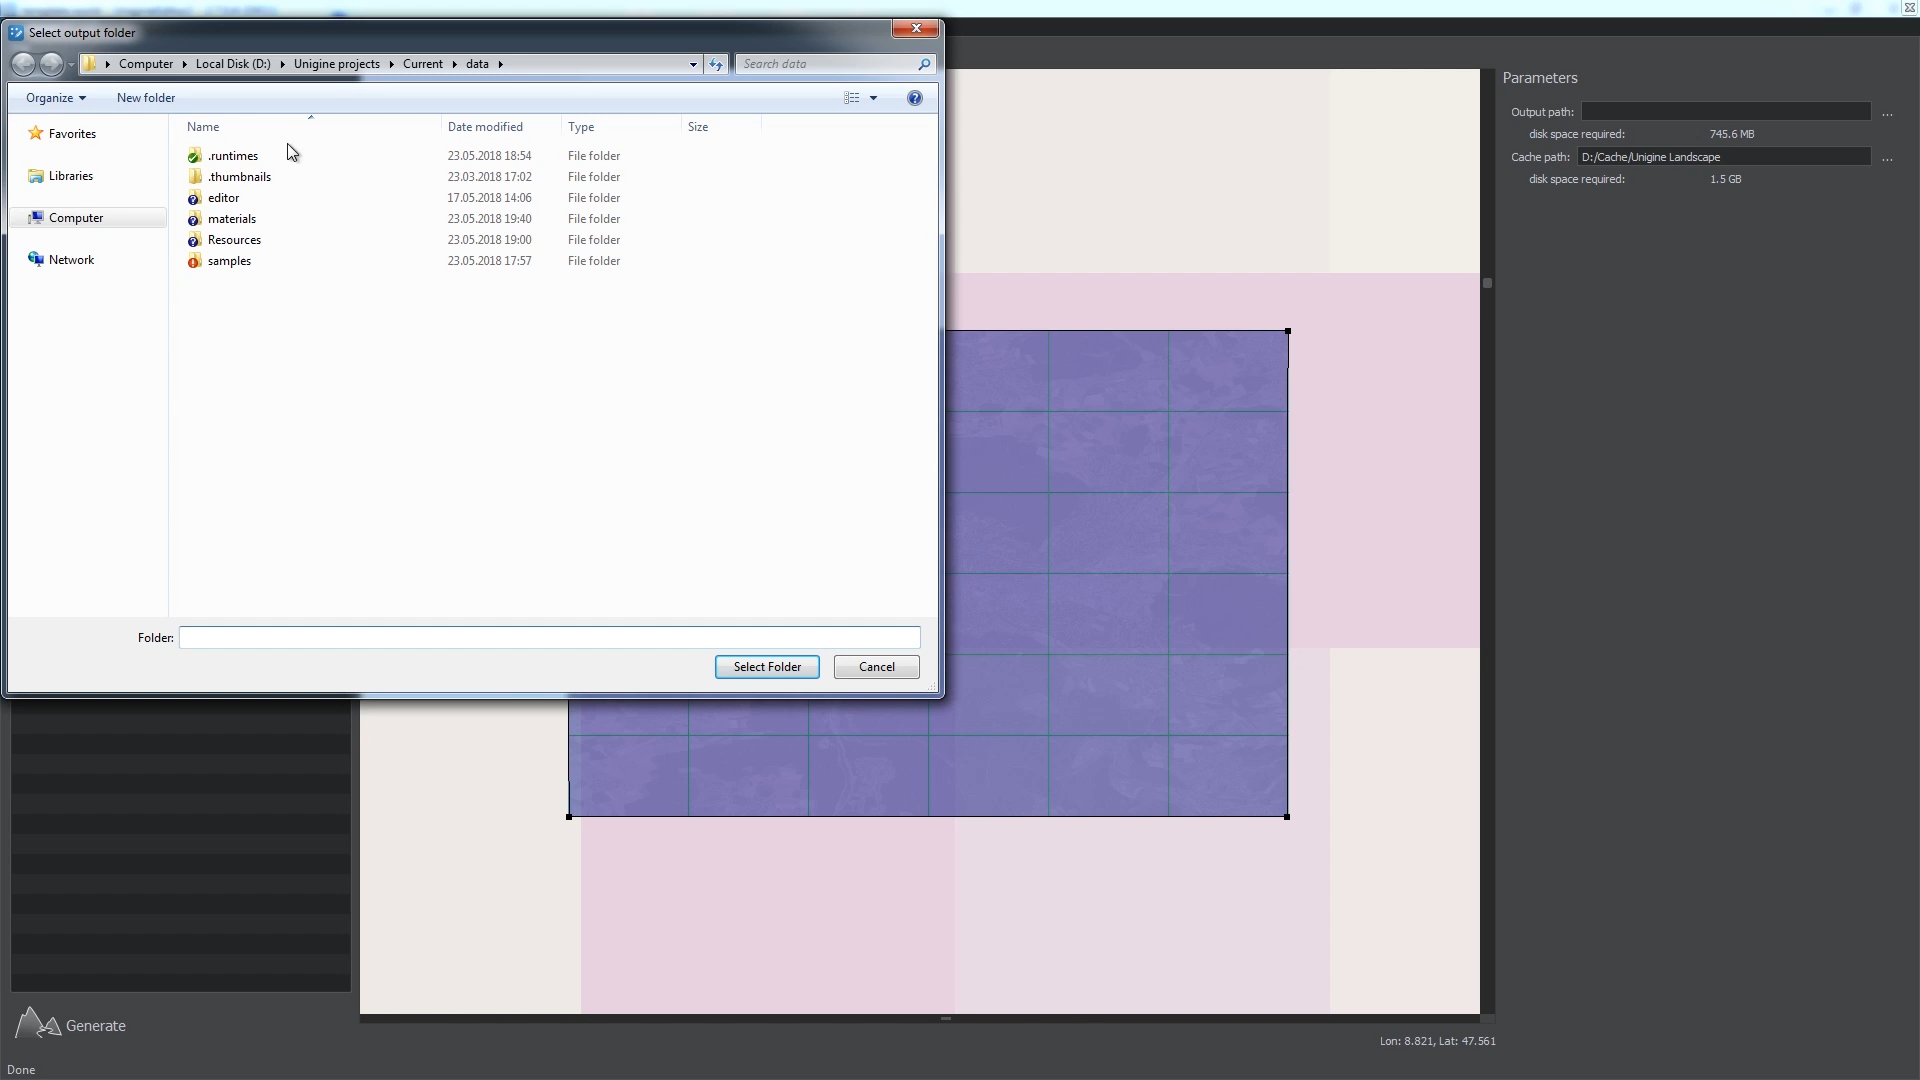 Select output folder
Computer Local Disk (D:) Unigine projects Current data
Search data
Organize New folder
Favorites
Libraries
Computer
Network
Name Date modified Type Size
.runtimes 23.05.2018 18:54 File folder
.thumbnails 23.03.2018 17:02 File folder
editor 17.05.2018 14:06 File folder
materials 23.05.2018 19:40 File folder
Resources 23.05.2018 19:00 File folder
samples 23.05.2018 17:57 File folder
Folder:
Select Folder Cancel
Parameters
Output path: ...
disk space required: 745.6 MB
Cache path: D:/Cache/Unigine Landscape ...
disk space required: 1.5 GB
Generate
Lon: 8.821, Lat: 47.561
Done